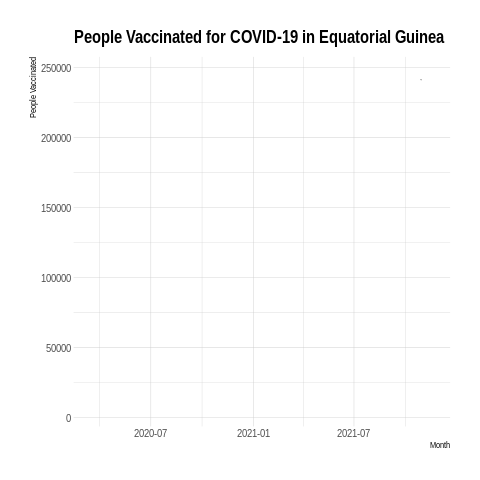 People Vaccinated for COVID-19 in Equatorial Guinea
People Vaccinated
250000
200000
150000
100000
50000
0
2020-07 2021-01 2021-07
Month